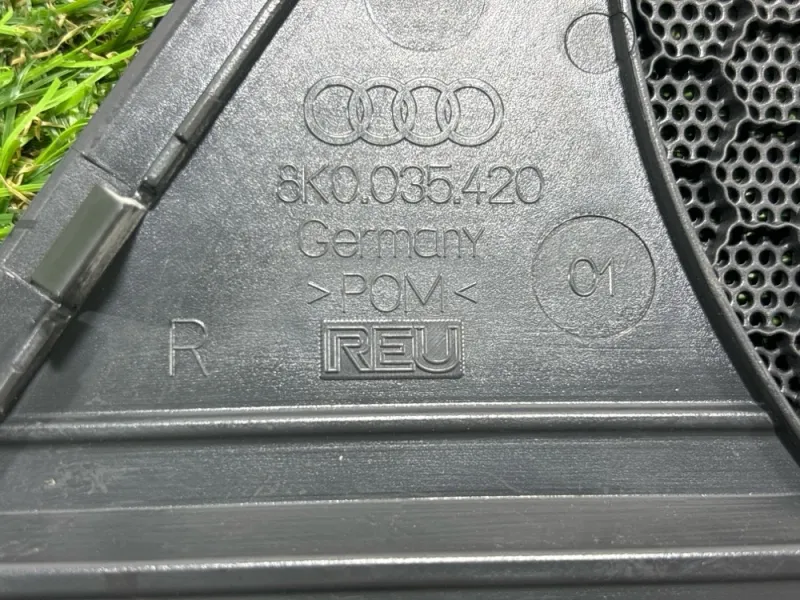 8K0.035.420
Germany
>POM<
01
R
REU